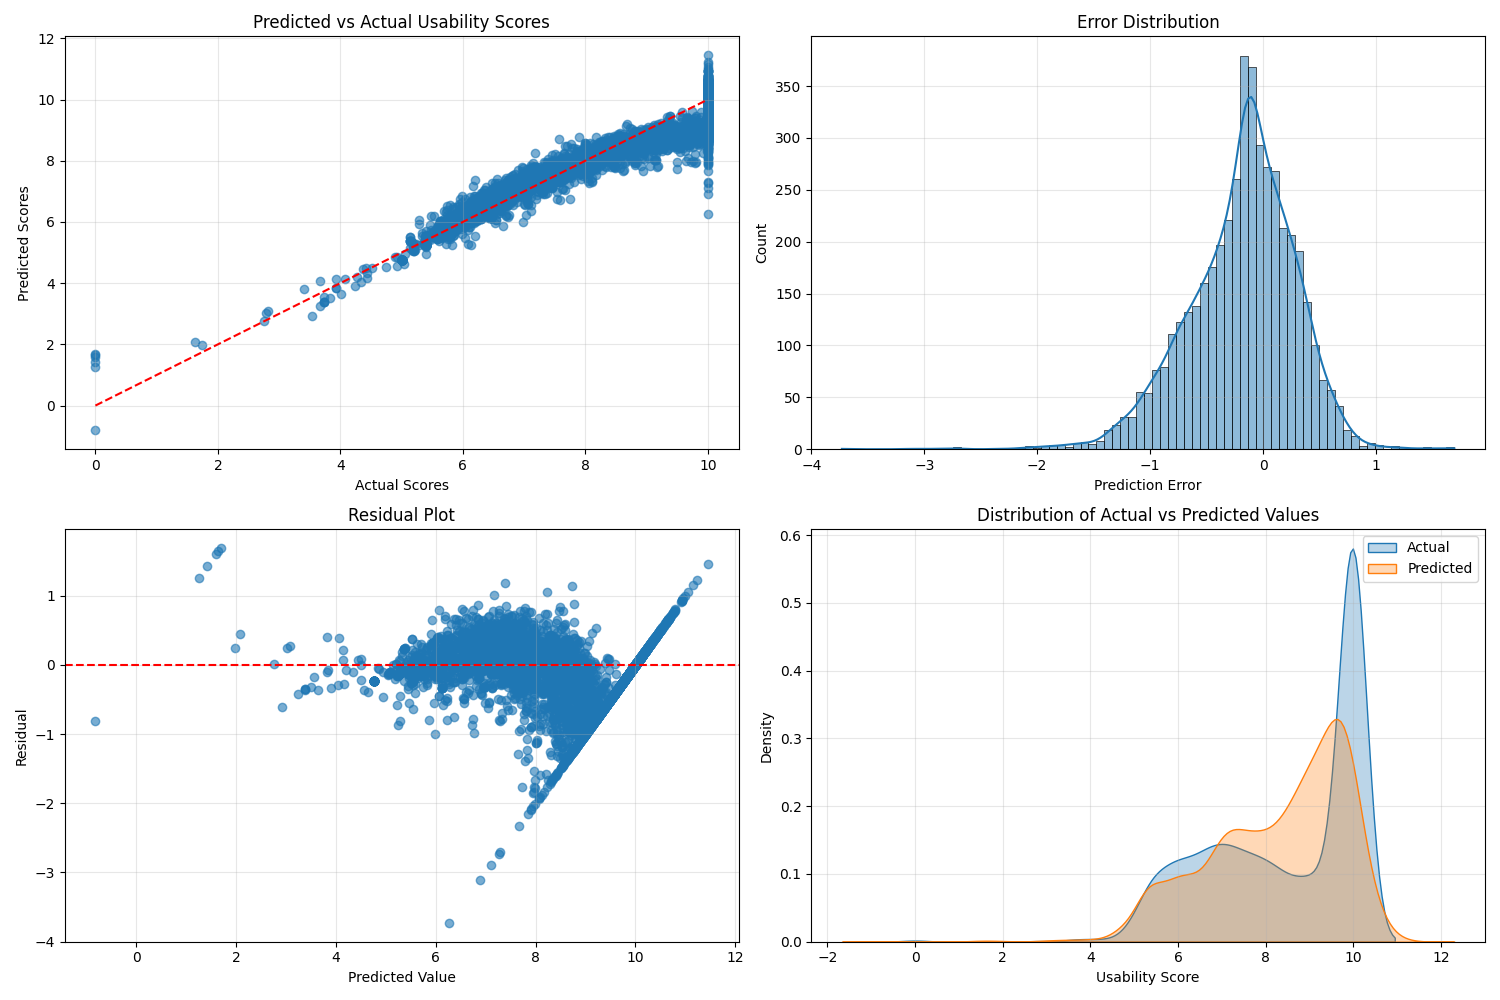 Predicted vs Actual Usability Scores
12
10
8
6
4
2
0
Predicted Scores
0 2 4 6 8 10
Actual Scores
Error Distribution
350
300
250
200
150
100
50
0
Count
−4 −3 −2 −1 0 1
Prediction Error
Residual Plot
1
0
−1
−2
−3
−4
Residual
0 2 4 6 8 10 12
Predicted Value
Distribution of Actual vs Predicted Values
Actual
Predicted
0.6
0.5
0.4
0.3
0.2
0.1
0.0
Density
−2 0 2 4 6 8 10 12
Usability Score